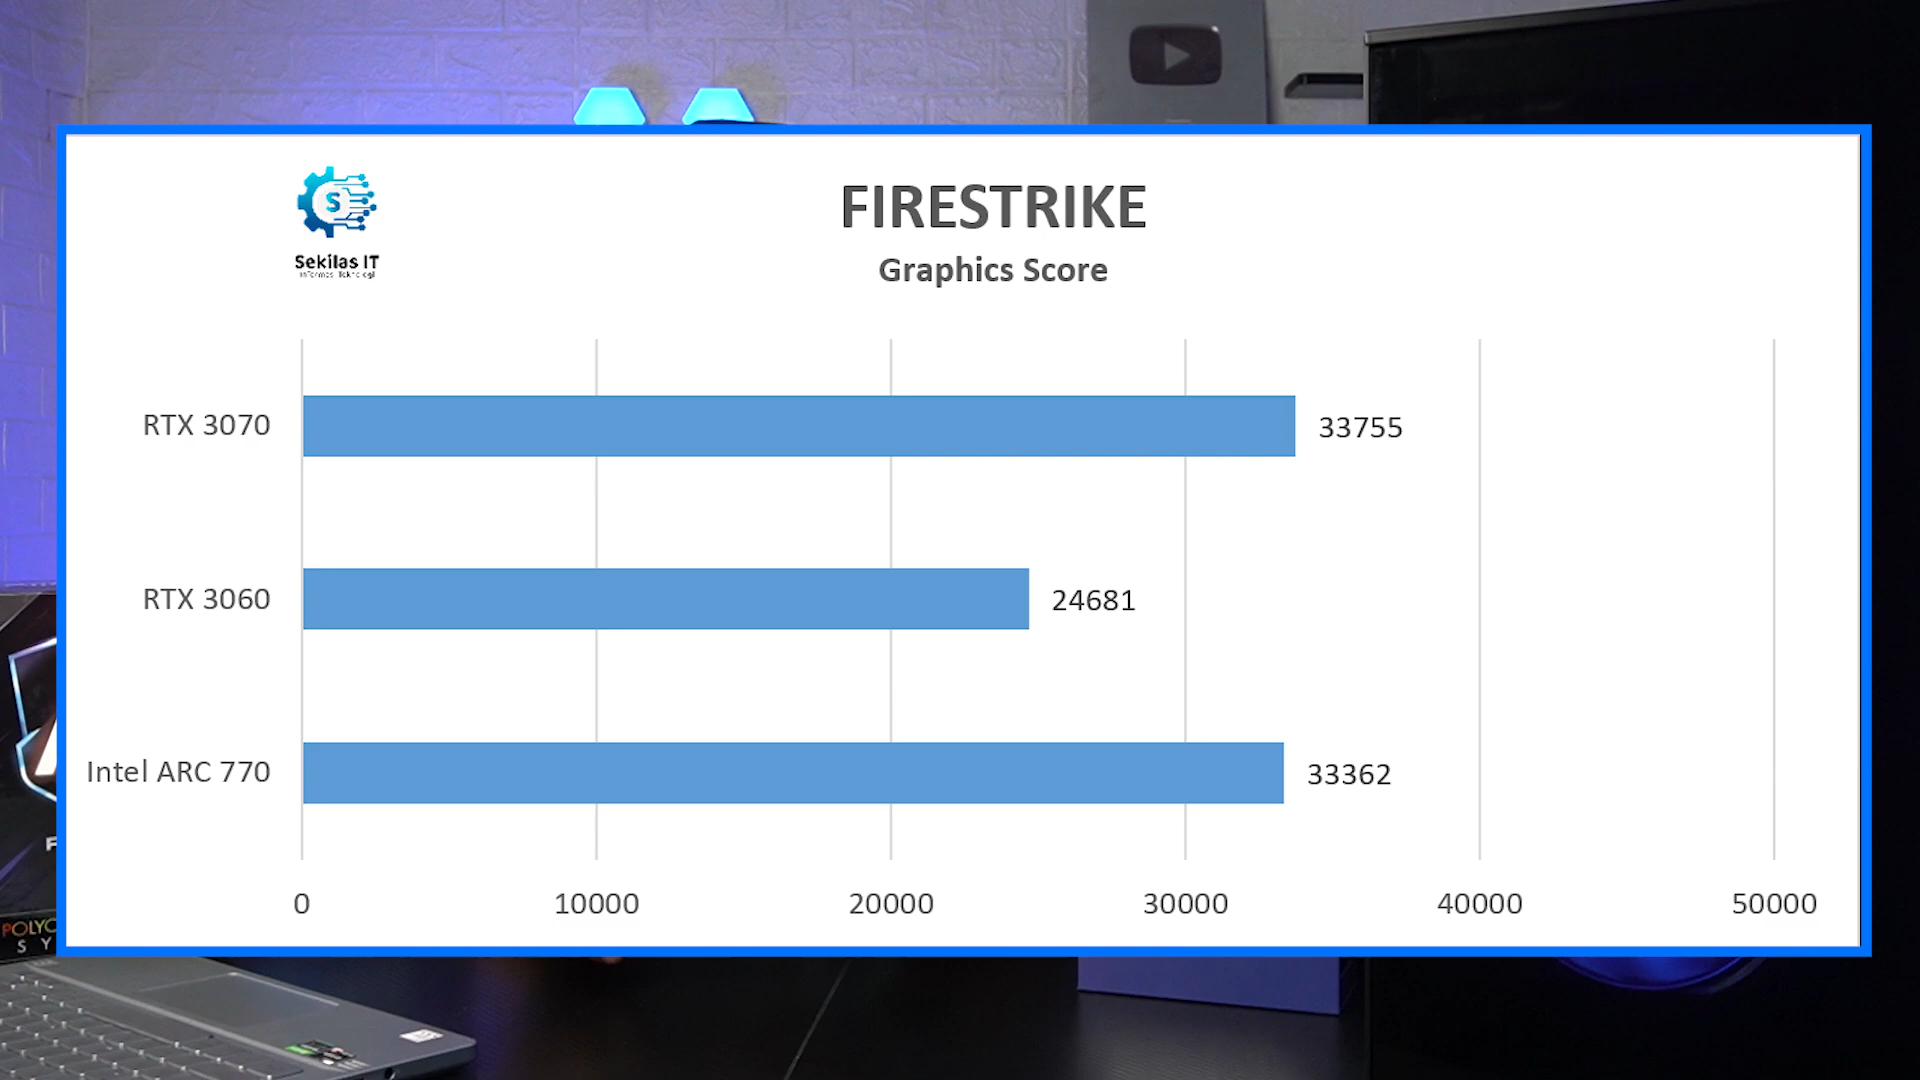 Sekilas IT
FIRESTRIKE
Graphics Score
RTX 3070
33755
RTX 3060
24681
Intel ARC 770
33362
0 10000 20000 30000 40000 50000
S Y